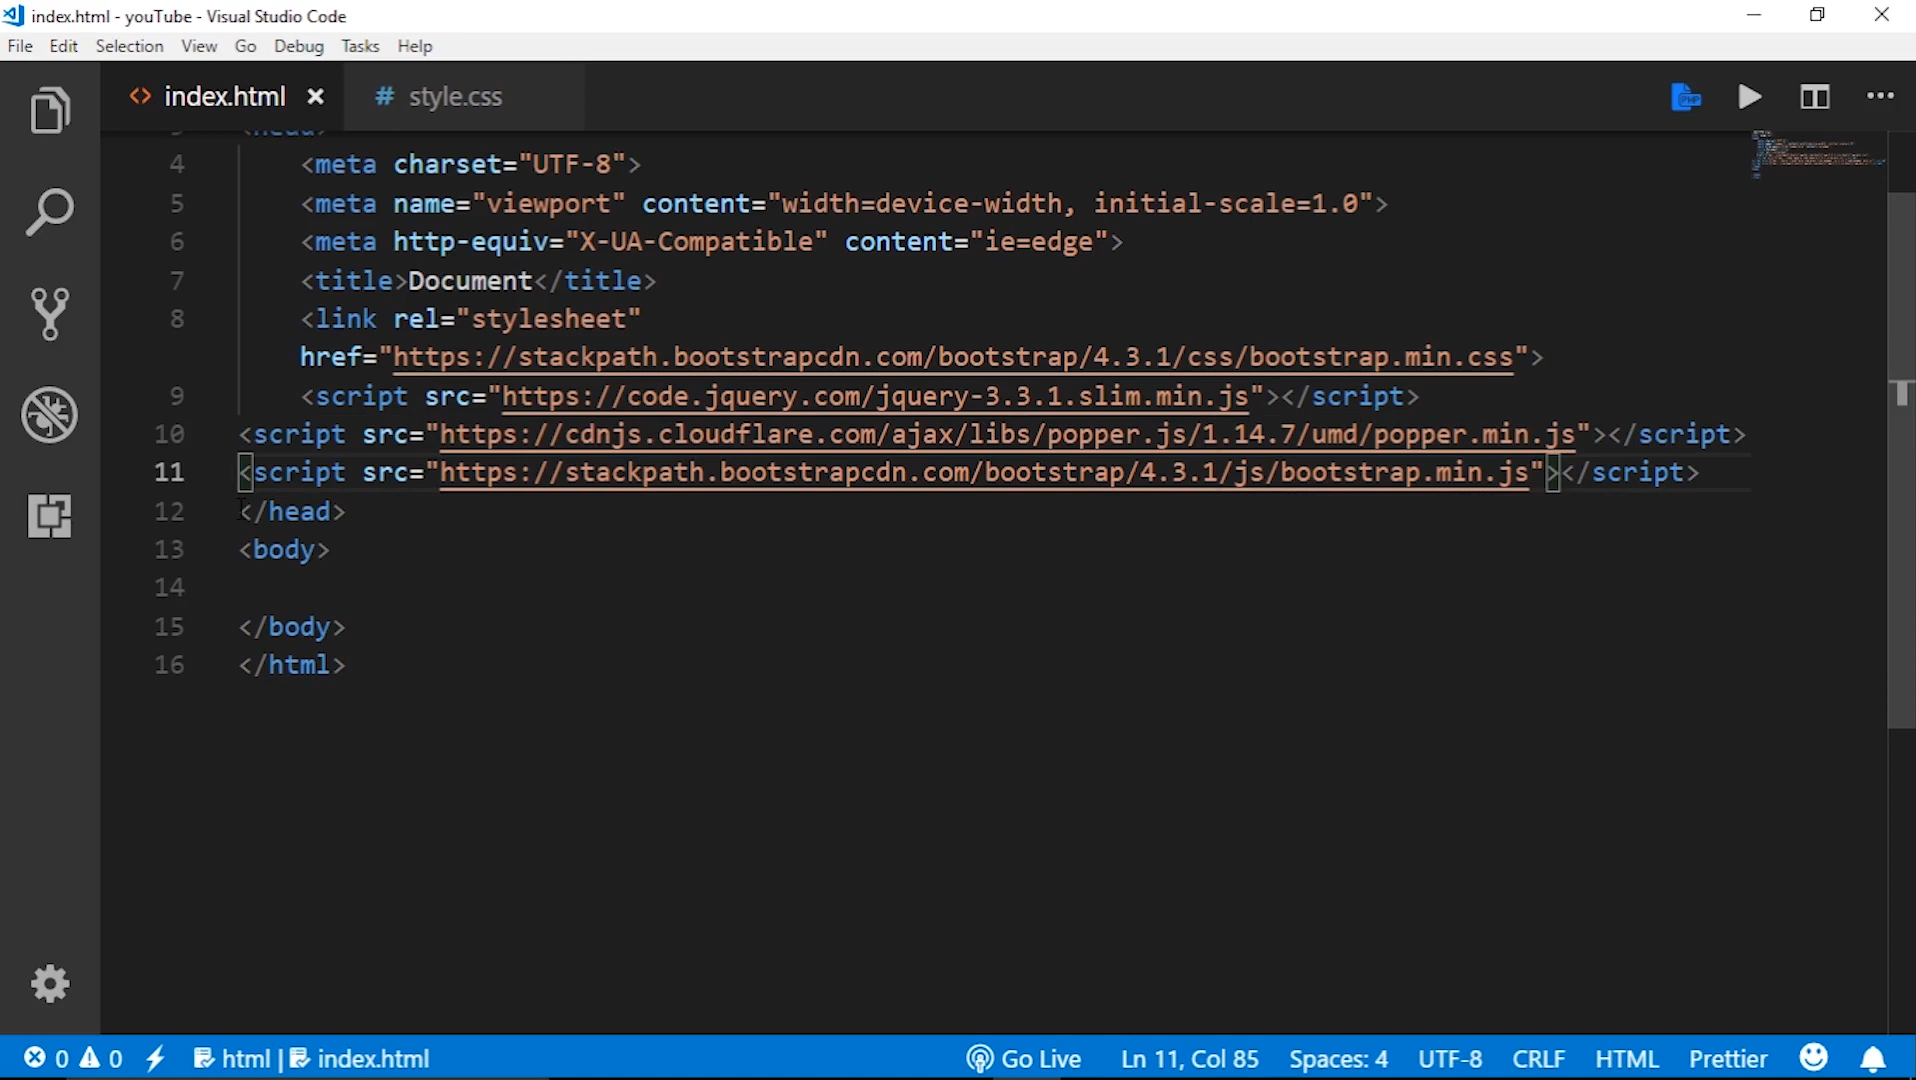 index.html - youTube - Visual Studio Code
File Edit Selection View Go Debug Tasks Help
<> index.html × # style.css PHP ···
3 <head>
4 <meta charset="UTF-8">
5 <meta name="viewport" content="width=device-width, initial-scale=1.0">
6 <meta http-equiv="X-UA-Compatible" content="ie=edge">
7 <title>Document</title>
8 <link rel="stylesheet"
href="https://stackpath.bootstrapcdn.com/bootstrap/4.3.1/css/bootstrap.min.css">
9 <script src="https://code.jquery.com/jquery-3.3.1.slim.min.js"></script>
10 <script src="https://cdnjs.cloudflare.com/ajax/libs/popper.js/1.14.7/umd/popper.min.js"></script>
11 <script src="https://stackpath.bootstrapcdn.com/bootstrap/4.3.1/js/bootstrap.min.js"></script>
12 </head>
13 <body>
14
15 </body>
16 </html>
0 0 html | index.html Go Live Ln 11, Col 85 Spaces: 4 UTF-8 CRLF HTML Prettier